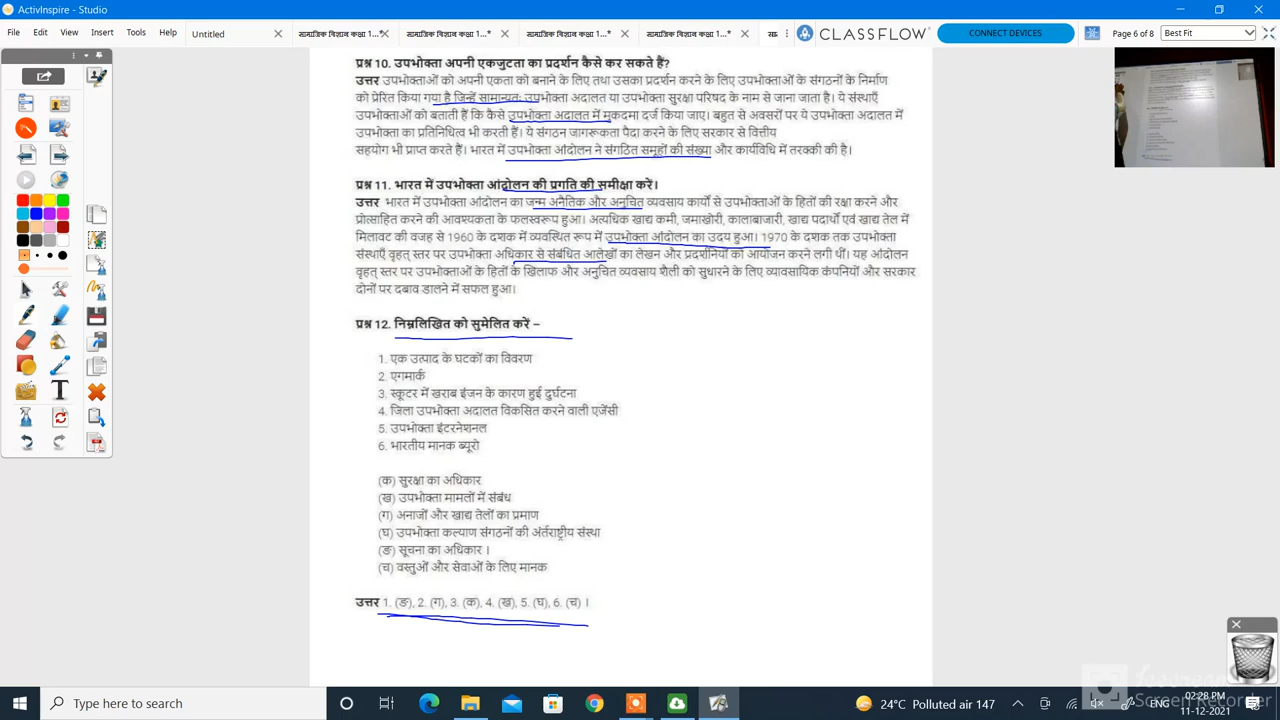 ActivInspire - Studio
File Edit View Insert Tools Help Untitled सामाजिक विज्ञान कक्षा 1...* सामाजिक विज्ञान कक्षा 1...* सामाजिक विज्ञान कक्षा 1...* सामाजिक विज्ञान कक्षा 1...* CLASSFLOW CONNECT DEVICES Page 6 of 8 Best Fit
प्रश्न 10. उपभोक्ता अपनी एकजुटता का प्रदर्शन कैसे कर सकते हैं?
उत्तर उपभोक्ताओं को अपनी एकता को बनाने के लिए तथा उसका प्रदर्शन करने के लिए उपभोक्ताओं के संगठनों के निर्माण
को प्रेरित किया गया है जिन्हें सामान्यतः उपभोक्ता अदालत या उपभोक्ता सुरक्षा परिषद के नाम से जाना जाता है। ये संस्थाएँ
उपभोक्ताओं को बताती हैं कि कैसे उपभोक्ता अदालत में मुकदमा दर्ज किया जाए। बहुत से अवसरों पर ये उपभोक्ता अदालत में
उपभोक्ता का प्रतिनिधित्व भी करती हैं। ये संगठन जागरूकता पैदा करने के लिए सरकार से वित्तीय
सहयोग भी प्राप्त करते हैं। भारत में उपभोक्ता आंदोलन ने संगठित समूहों की संख्या और कार्यविधि में तरक्की की है।
प्रश्न 11. भारत में उपभोक्ता आंदोलन की प्रगति की समीक्षा करें।
उत्तर भारत में उपभोक्ता आंदोलन का जन्म अनैतिक और अनुचित व्यवसाय कार्यों से उपभोक्ताओं के हितों की रक्षा करने और
प्रोत्साहित करने की आवश्यकता के फलस्वरूप हुआ। अत्यधिक खाद्य कमी, जमाखोरी, कालाबाजारी, खाद्य पदार्थों एवं खाद्य तेल में
मिलावट की वजह से 1960 के दशक में व्यवस्थित रूप में उपभोक्ता आंदोलन का उदय हुआ। 1970 के दशक तक उपभोक्ता
संस्थाएँ वृहत् स्तर पर उपभोक्ता अधिकार से संबंधित आलेखों का लेखन और प्रदर्शनियों का आयोजन करने लगी थीं। यह आंदोलन
वृहत् स्तर पर उपभोक्ताओं के हितों के खिलाफ और अनुचित व्यवसाय शैली को सुधारने के लिए व्यावसायिक कंपनियों और सरकार
दोनों पर दबाव डालने में सफल हुआ।
प्रश्न 12. निम्नलिखित को सुमेलित करें –
1. एक उत्पाद के घटकों का विवरण
2. एगमार्क
3. स्कूटर में खराब इंजन के कारण हुई दुर्घटना
4. जिला उपभोक्ता अदालत विकसित करने वाली एजेंसी
5. उपभोक्ता इंटरनेशनल
6. भारतीय मानक ब्यूरो
(क) सुरक्षा का अधिकार
(ख) उपभोक्ता मामलों में संबंध
(ग) अनाजों और खाद्य तेलों का प्रमाण
(घ) उपभोक्ता कल्याण संगठनों की अंर्तराष्ट्रीय संस्था
(ङ) सूचना का अधिकार ।
(च) वस्तुओं और सेवाओं के लिए मानक
उत्तर 1. (ङ), 2. (ग), 3. (क), 4. (ख), 5. (घ), 6. (च) ।
Screen Recorder
Type here to search 24°C Polluted air 147 ENG 02:28 PM
11-12-2021